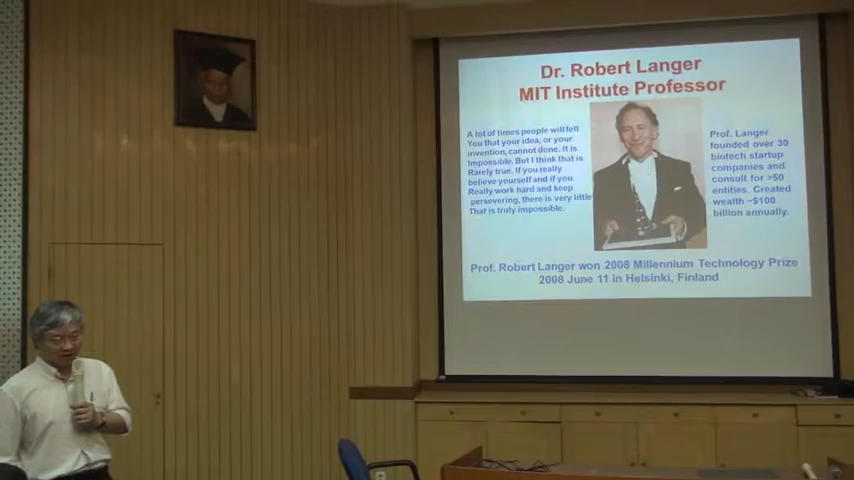 Dr. Robert Langer
MIT Institute Professor
A lot of times people will fell
You that your idea, or your
invention, cannot done. It is
Impossible. But I think that is
Rarely true. If you really
believe yourself and if you
Really work hard and keep
persevering, there is very little
That is truly impossible.
Prof. Langer
founded over 30
biotech startup
companies and
consult for >50
entities. Created
wealth ~$100
billion annually.
Prof. Robert Langer won 2008 Millennium Technology Prize
2008 June 11 in Helsinki, Finland